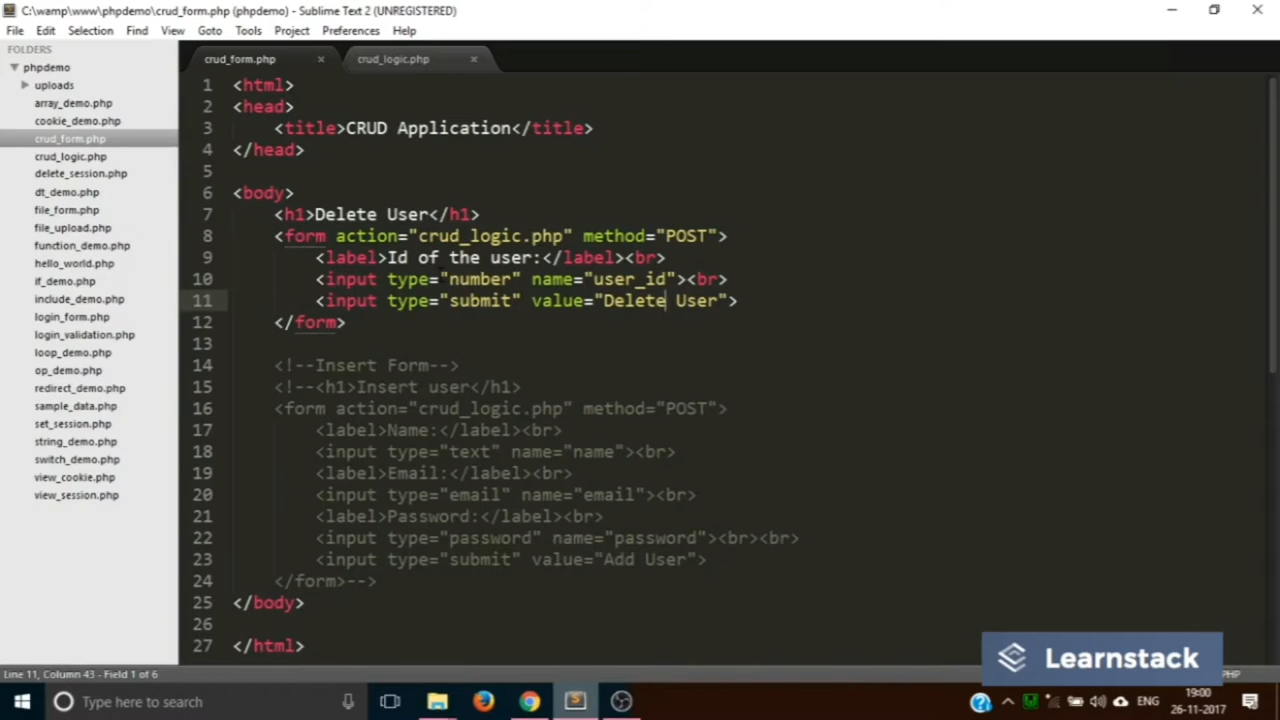 C:\wamp\www\phpdemo\crud_form.php (phpdemo) - Sublime Text 2 (UNREGISTERED)
File Edit Selection Find View Goto Tools Project Preferences Help
FOLDERS
phpdemo
uploads
array_demo.php
cookie_demo.php
crud_form.php
crud_logic.php
delete_session.php
dt_demo.php
file_form.php
file_upload.php
function_demo.php
hello_world.php
if_demo.php
include_demo.php
login_form.php
login_validation.php
loop_demo.php
op_demo.php
redirect_demo.php
sample_data.php
set_session.php
string_demo.php
switch_demo.php
view_cookie.php
view_session.php
crud_form.php × crud_logic.php ×
1 <html>
2 <head>
3 <title>CRUD Application</title>
4 </head>
5
6 <body>
7 <h1>Delete User</h1>
8 <form action="crud_logic.php" method="POST">
9 <label>Id of the user:</label><br>
10 <input type="number" name="user_id"><br>
11 <input type="submit" value="Delete User">
12 </form>
13
14 <!--Insert Form-->
15 <!--<h1>Insert user</h1>
16 <form action="crud_logic.php" method="POST">
17 <label>Name:</label><br>
18 <input type="text" name="name"><br>
19 <label>Email:</label><br>
20 <input type="email" name="email"><br>
21 <label>Password:</label><br>
22 <input type="password" name="password"><br><br>
23 <input type="submit" value="Add User">
24 </form>-->
25 </body>
26
27 </html>
Learnstack
Line 11, Column 43 - Field 1 of 6
PHP
Type here to search
ENG
19:00
26-11-2017